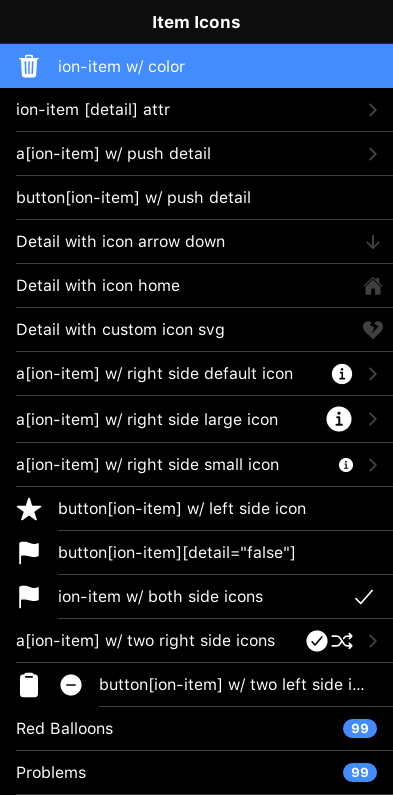 Item Icons
ion-item w/ color
ion-item [detail] attr
a[ion-item] w/ push detail
button[ion-item] w/ push detail
Detail with icon arrow down
Detail with icon home
Detail with custom icon svg
a[ion-item] w/ right side default icon
a[ion-item] w/ right side large icon
a[ion-item] w/ right side small icon
button[ion-item] w/ left side icon
button[ion-item][detail="false"]
ion-item w/ both side icons
a[ion-item] w/ two right side icons
button[ion-item] w/ two left side i...
Red Balloons 99
Problems 99